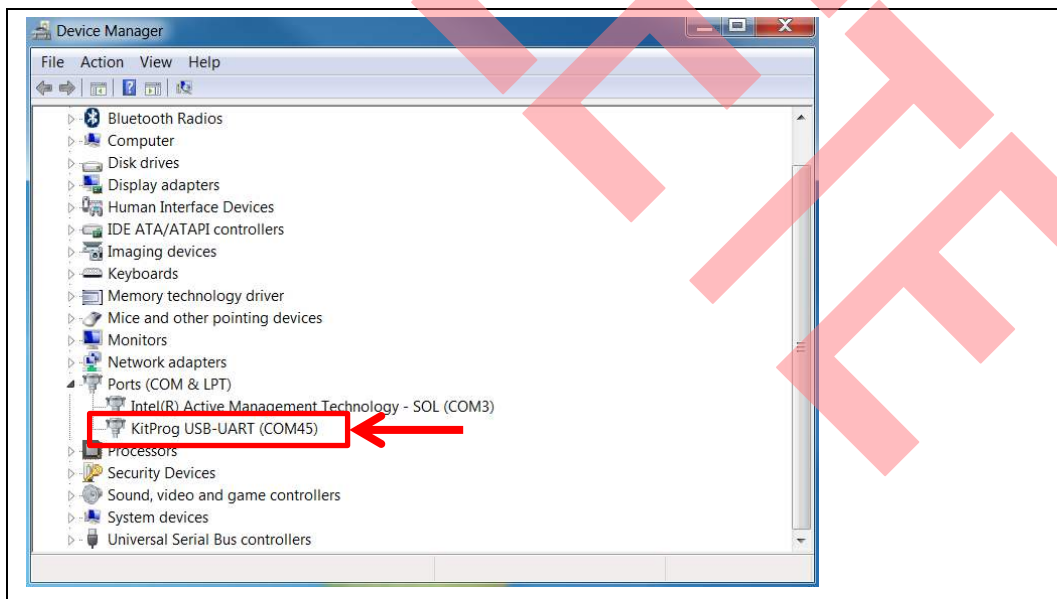 Device Manager
File Action View Help
Bluetooth Radios
Computer
Disk drives
Display adapters
Human Interface Devices
IDE ATA/ATAPI controllers
Imaging devices
Keyboards
Memory technology driver
Mice and other pointing devices
Monitors
Network adapters
Ports (COM & LPT)
Intel(R) Active Management Technology - SOL (COM3)
KitProg USB-UART (COM45)
Processors
Security Devices
Sound, video and game controllers
System devices
Universal Serial Bus controllers